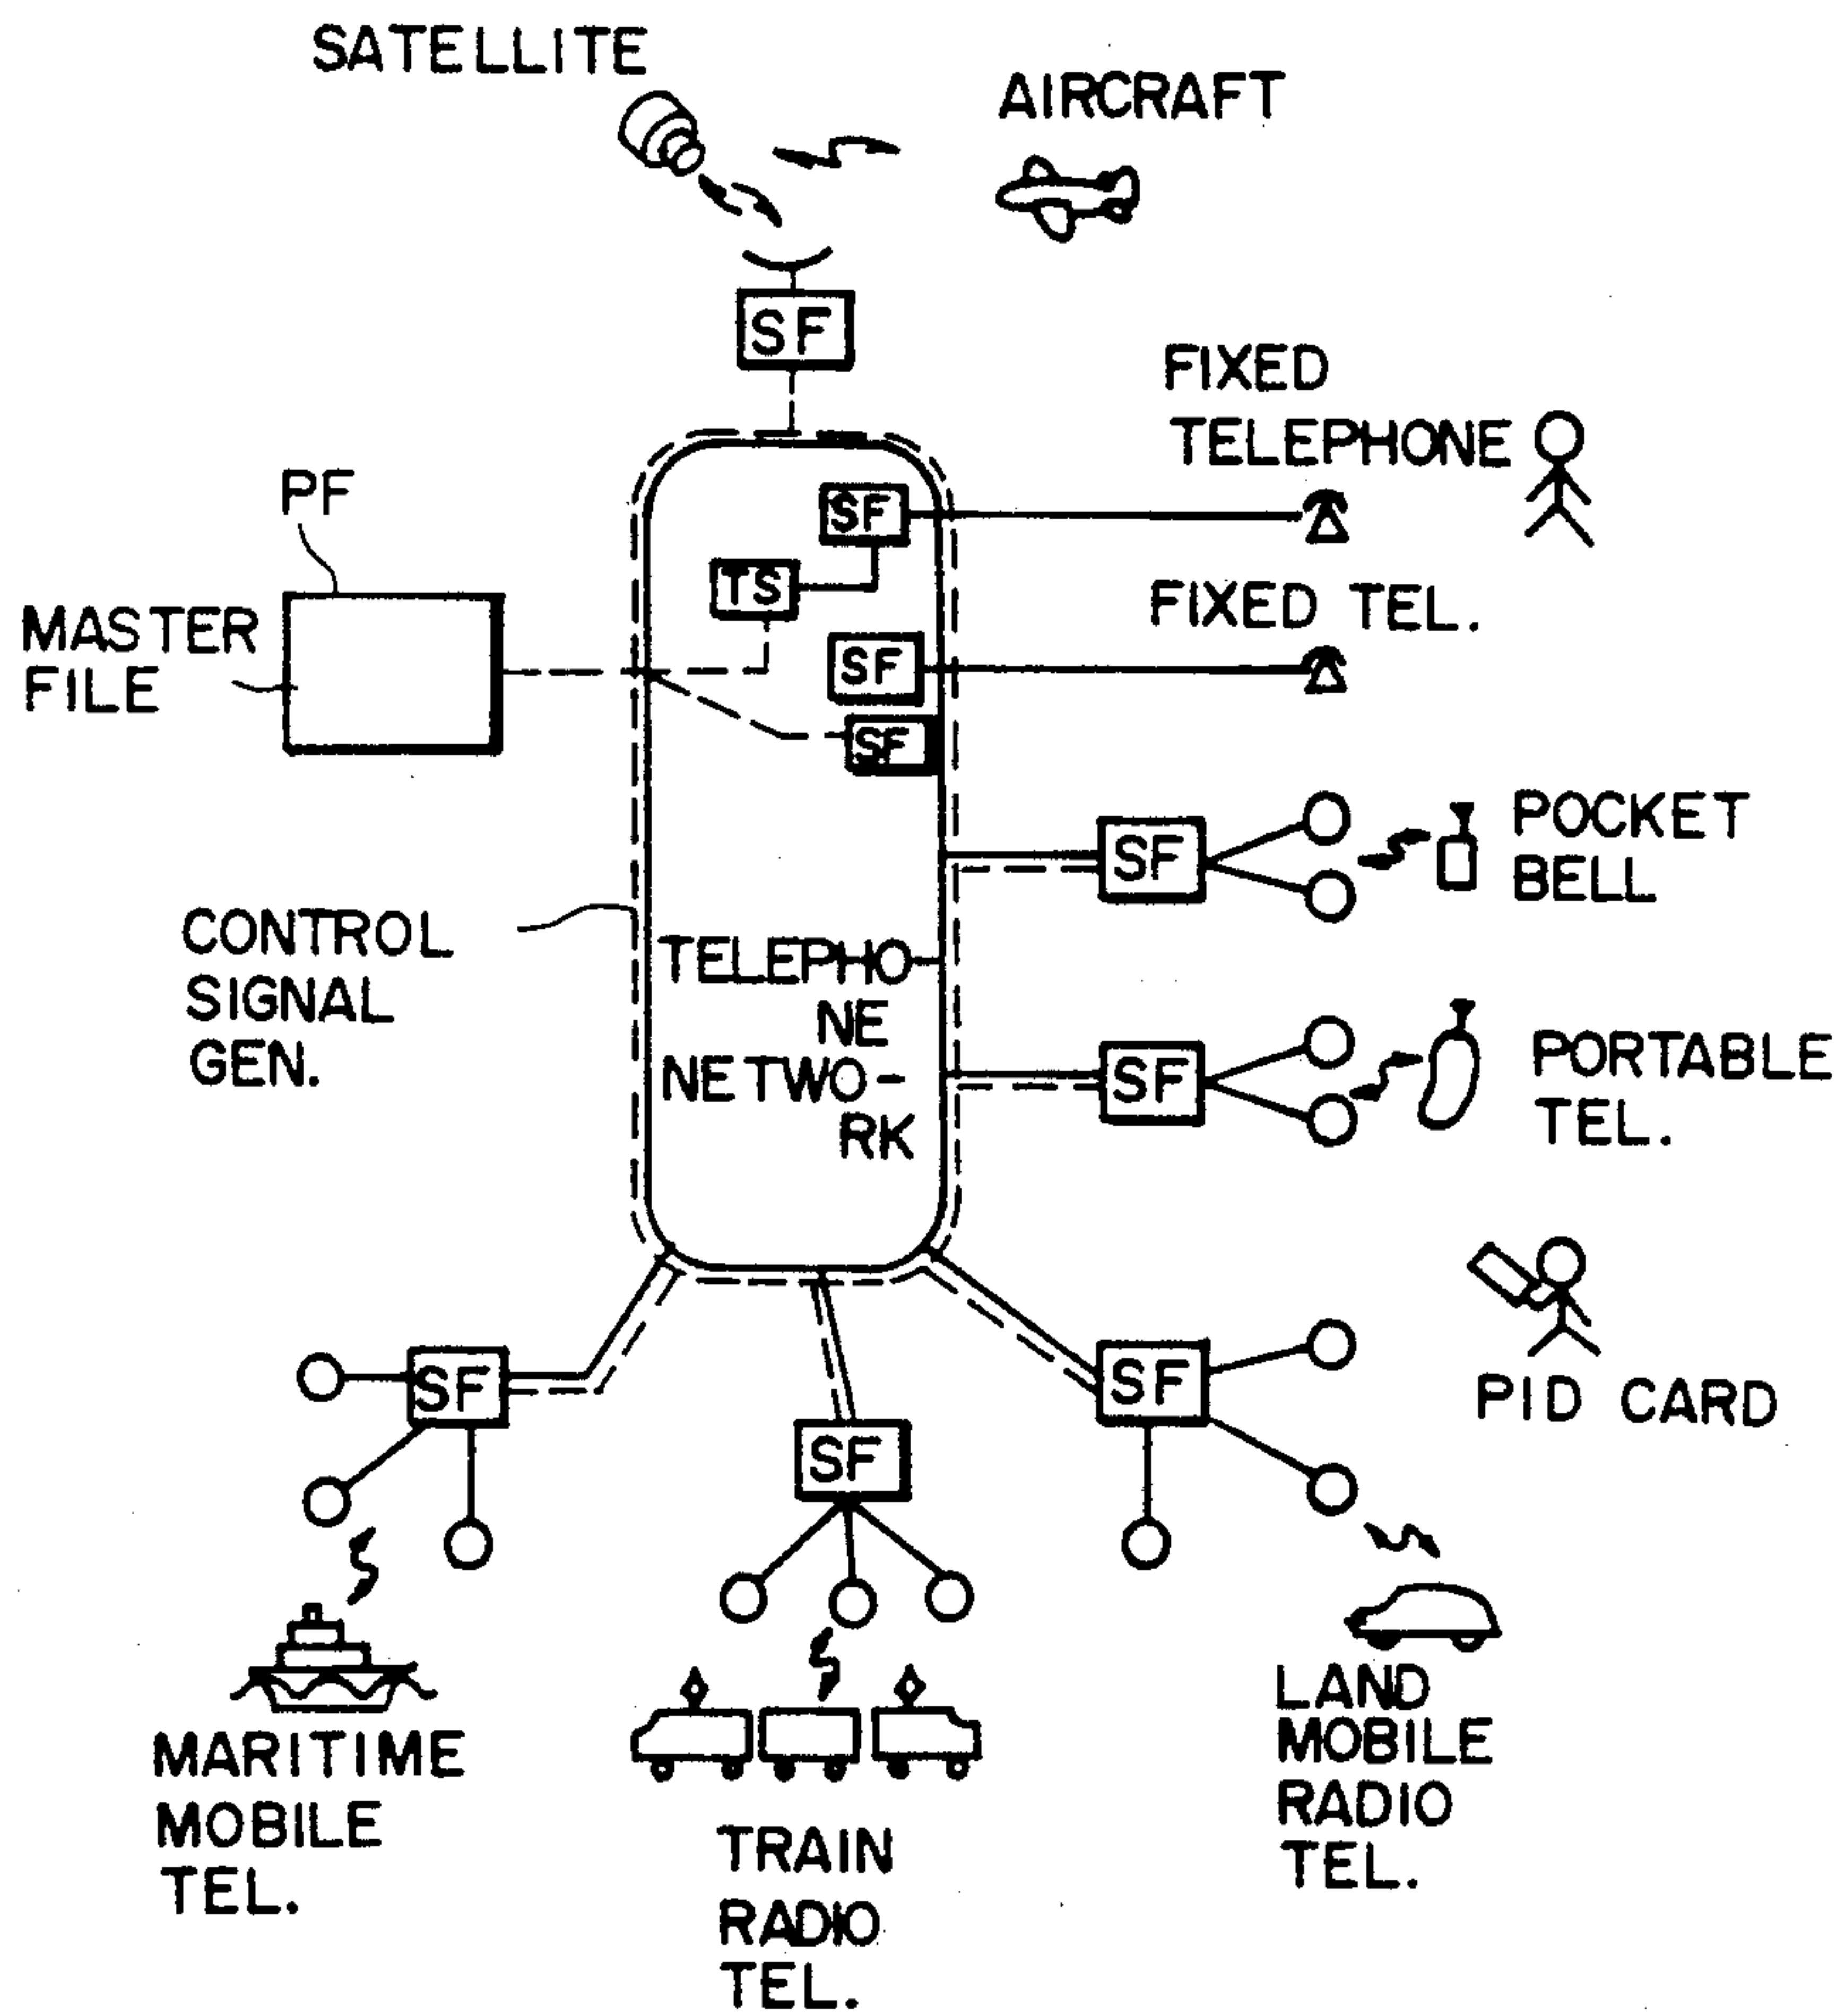 SATELLITE
AIRCRAFT
SF
FIXED
TELEPHONE
PF
SF
TS
FIXED TEL.
MASTER
FILE
SF
SF
POCKET
BELL
SF
CONTROL
SIGNAL
GEN.
TELEPHO
NE
NETWO-
RK
SF
PORTABLE
TEL.
SF
SF
SF
PID CARD
LAND
MOBILE
RADIO
TEL.
MARITIME
MOBILE
TEL.
TRAIN
RADIO
TEL.